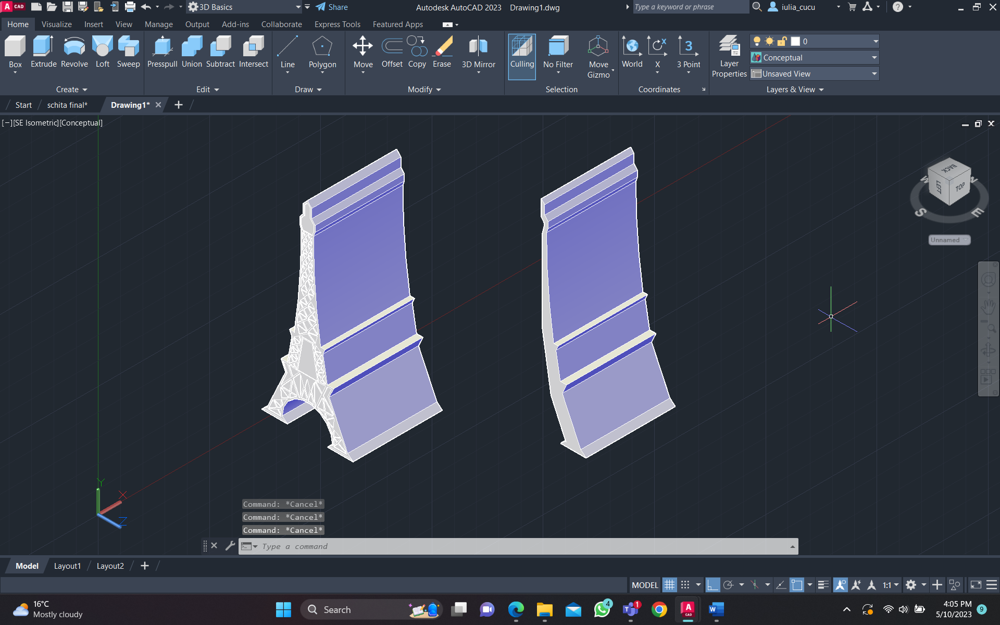 A CAD
3D Basics
Share
Autodesk AutoCAD 2023 Drawing1.dwg
Type a keyword or phrase
iulia_cucu
Home Visualize Insert View Manage Output Add-ins Collaborate Express Tools Featured Apps
Box Extrude Revolve Loft Sweep Presspull Union Subtract Intersect Line Polygon Move Offset Copy Erase 3D Mirror Culling No Filter Move Gizmo World X 3 Point Layer Properties
0
Conceptual
Unsaved View
Create Edit Draw Modify Selection Coordinates Layers & View
Start schita final* Drawing1*
[−][SE Isometric][Conceptual]
BACK
LEFT
TOP
W
N
S
E
Unnamed
Y
X
Z
Command: *Cancel*
Command: *Cancel*
Command: *Cancel*
Type a command
Model Layout1 Layout2
MODEL
1:1
16°C
Mostly cloudy
Search
4
1
A CAD
4:05 PM
5/10/2023
9